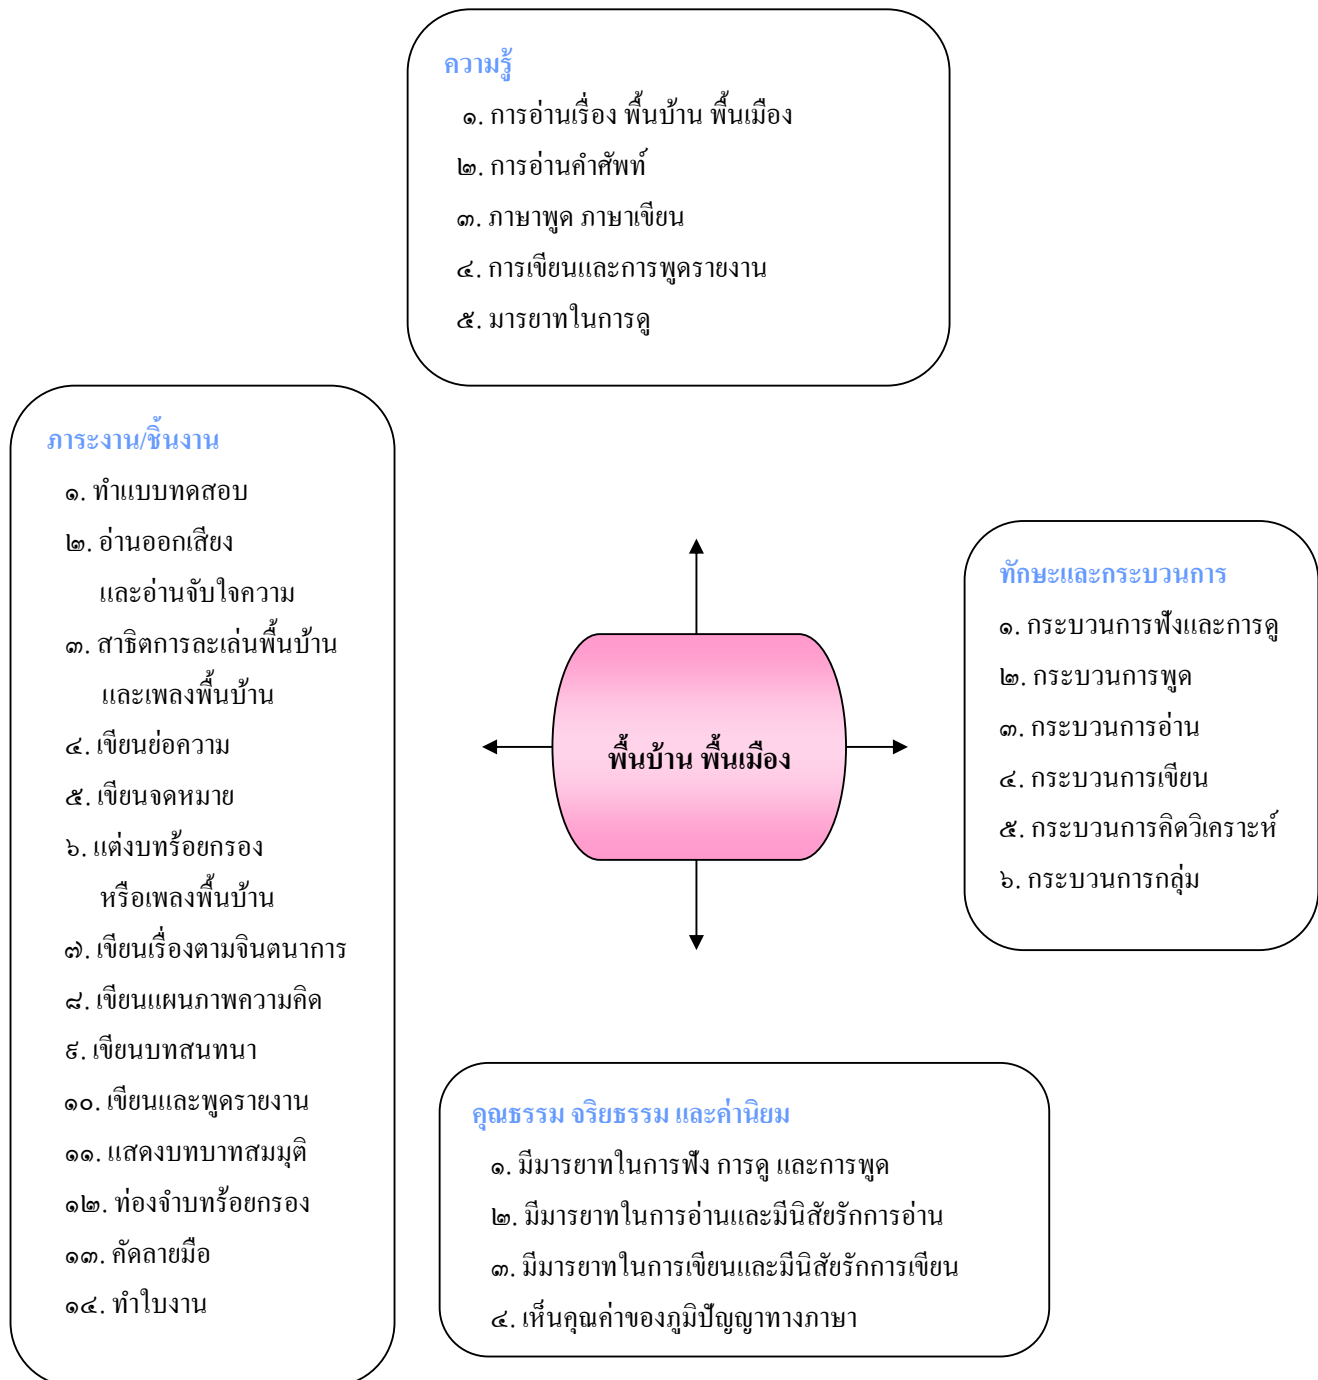 ความรู้
๑. การอ่านเรื่อง พื้นบ้าน พื้นเมือง
๒. การอ่านคำศัพท์
๓. ภาษาพูด ภาษาเขียน
๔. การเขียนและการพูดรายงาน
๕. มารยาทในการดู
ภาระงาน/ชิ้นงาน
๑. ทำแบบทดสอบ
๒. อ่านออกเสียง
และอ่านจับใจความ
๓. สาธิตการละเล่นพื้นบ้าน
และเพลงพื้นบ้าน
๔. เขียนย่อความ
๕. เขียนจดหมาย
๖. แต่งบทร้อยกรอง
หรือเพลงพื้นบ้าน
๗. เขียนเรื่องตามจินตนาการ
๘. เขียนแผนภาพความคิด
๙. เขียนบทสนทนา
๑๐. เขียนและพูดรายงาน
๑๑. แสดงบทบาทสมมุติ
๑๒. ท่องจำบทร้อยกรอง
๑๓. คัดลายมือ
๑๔. ทำใบงาน
พื้นบ้าน พื้นเมือง
ทักษะและกระบวนการ
๑. กระบวนการฟังและการดู
๒. กระบวนการพูด
๓. กระบวนการอ่าน
๔. กระบวนการเขียน
๕. กระบวนการคิดวิเคราะห์
๖. กระบวนการกลุ่ม
คุณธรรม จริยธรรม และค่านิยม
๑. มีมารยาทในการฟัง การดู และการพูด
๒. มีมารยาทในการอ่านและมีนิสัยรักการอ่าน
๓. มีมารยาทในการเขียนและมีนิสัยรักการเขียน
๔. เห็นคุณค่าของภูมิปัญญาทางภาษา